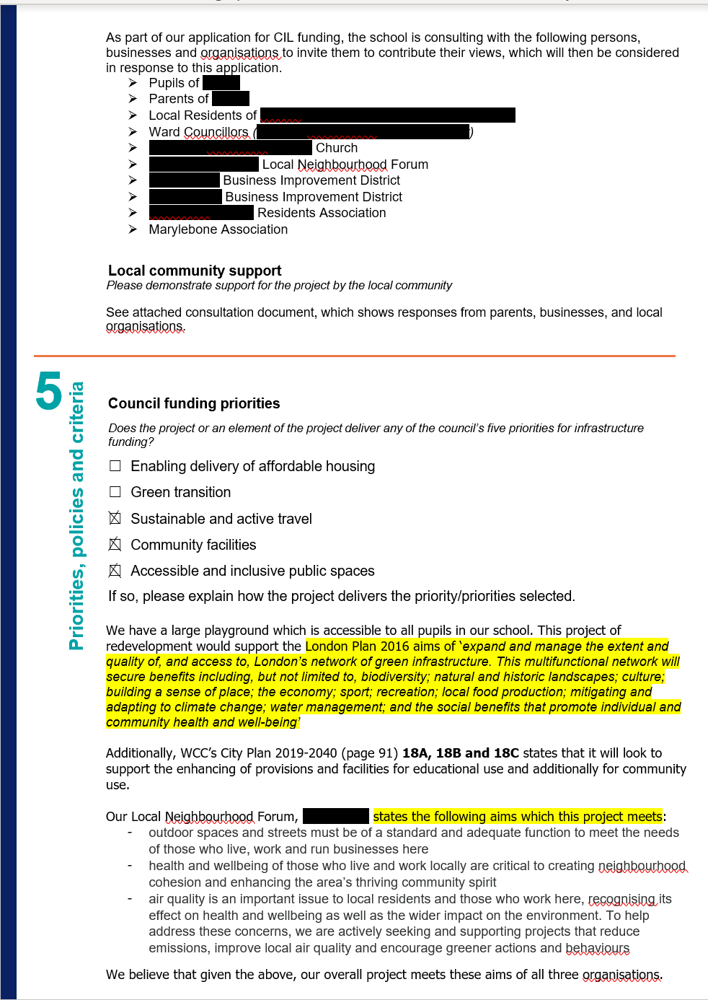 As part of our application for CIL funding, the school is consulting with the following persons,
businesses and organisations to invite them to contribute their views, which will then be considered
in response to this application.
➢ Pupils of
➢ Parents of
➢ Local Residents of
➢ Ward Councillors ( )
➢ Church
➢ Local Neighbourhood Forum
➢ Business Improvement District
➢ Business Improvement District
➢ Residents Association
➢ Marylebone Association
Local community support
Please demonstrate support for the project by the local community
See attached consultation document, which shows responses from parents, businesses, and local
organisations.
5
Priorities, policies and criteria
Council funding priorities
Does the project or an element of the project deliver any of the council's five priorities for infrastructure
funding?
☐ Enabling delivery of affordable housing
☐ Green transition
☒ Sustainable and active travel
☒ Community facilities
☒ Accessible and inclusive public spaces
If so, please explain how the project delivers the priority/priorities selected.
We have a large playground which is accessible to all pupils in our school. This project of
redevelopment would support the London Plan 2016 aims of 'expand and manage the extent and
quality of, and access to, London's network of green infrastructure. This multifunctional network will
secure benefits including, but not limited to, biodiversity; natural and historic landscapes; culture;
building a sense of place; the economy; sport; recreation; local food production; mitigating and
adapting to climate change; water management; and the social benefits that promote individual and
community health and well-being'
Additionally, WCC's City Plan 2019-2040 (page 91) 18A, 18B and 18C states that it will look to
support the enhancing of provisions and facilities for educational use and additionally for community
use.
Our Local Neighbourhood Forum, states the following aims which this project meets:
- outdoor spaces and streets must be of a standard and adequate function to meet the needs
of those who live, work and run businesses here
- health and wellbeing of those who live and work locally are critical to creating neighbourhood
cohesion and enhancing the area's thriving community spirit
- air quality is an important issue to local residents and those who work here, recognising its
effect on health and wellbeing as well as the wider impact on the environment. To help
address these concerns, we are actively seeking and supporting projects that reduce
emissions, improve local air quality and encourage greener actions and behaviours
We believe that given the above, our overall project meets these aims of all three organisations.